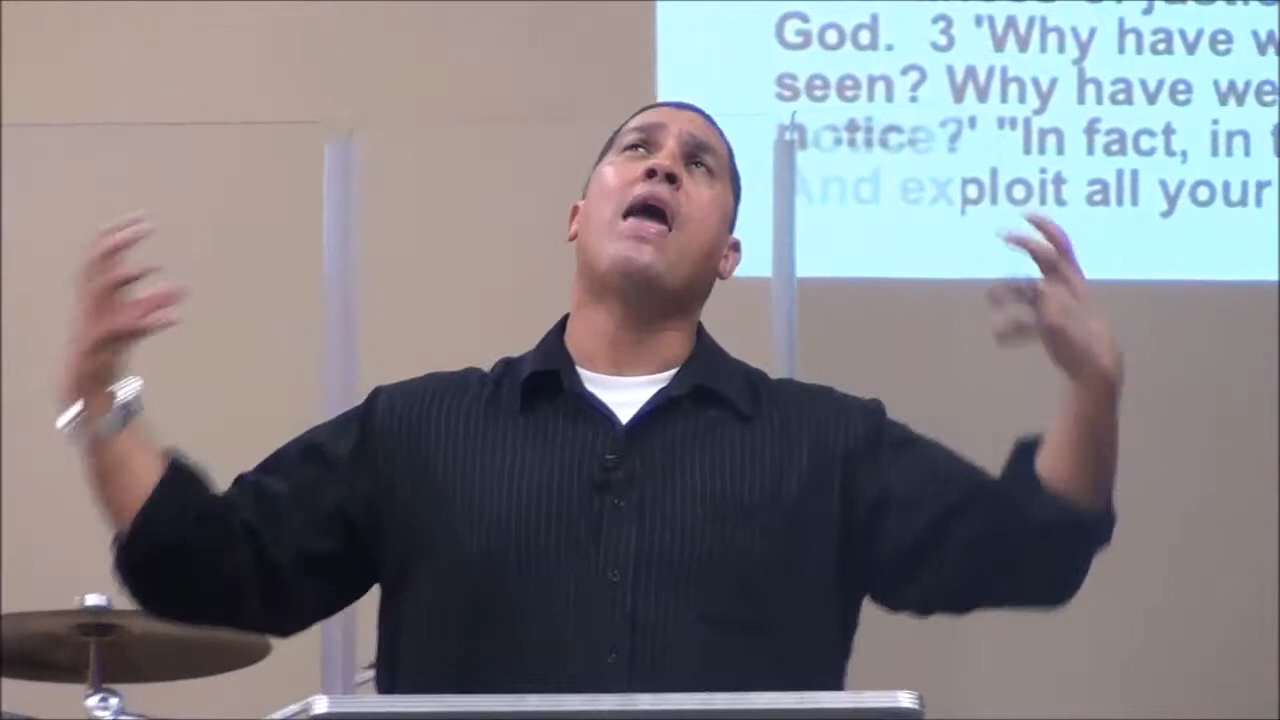 God. 3 'Why have w
seen? Why have we
notice?' "In fact, in t
And exploit all your